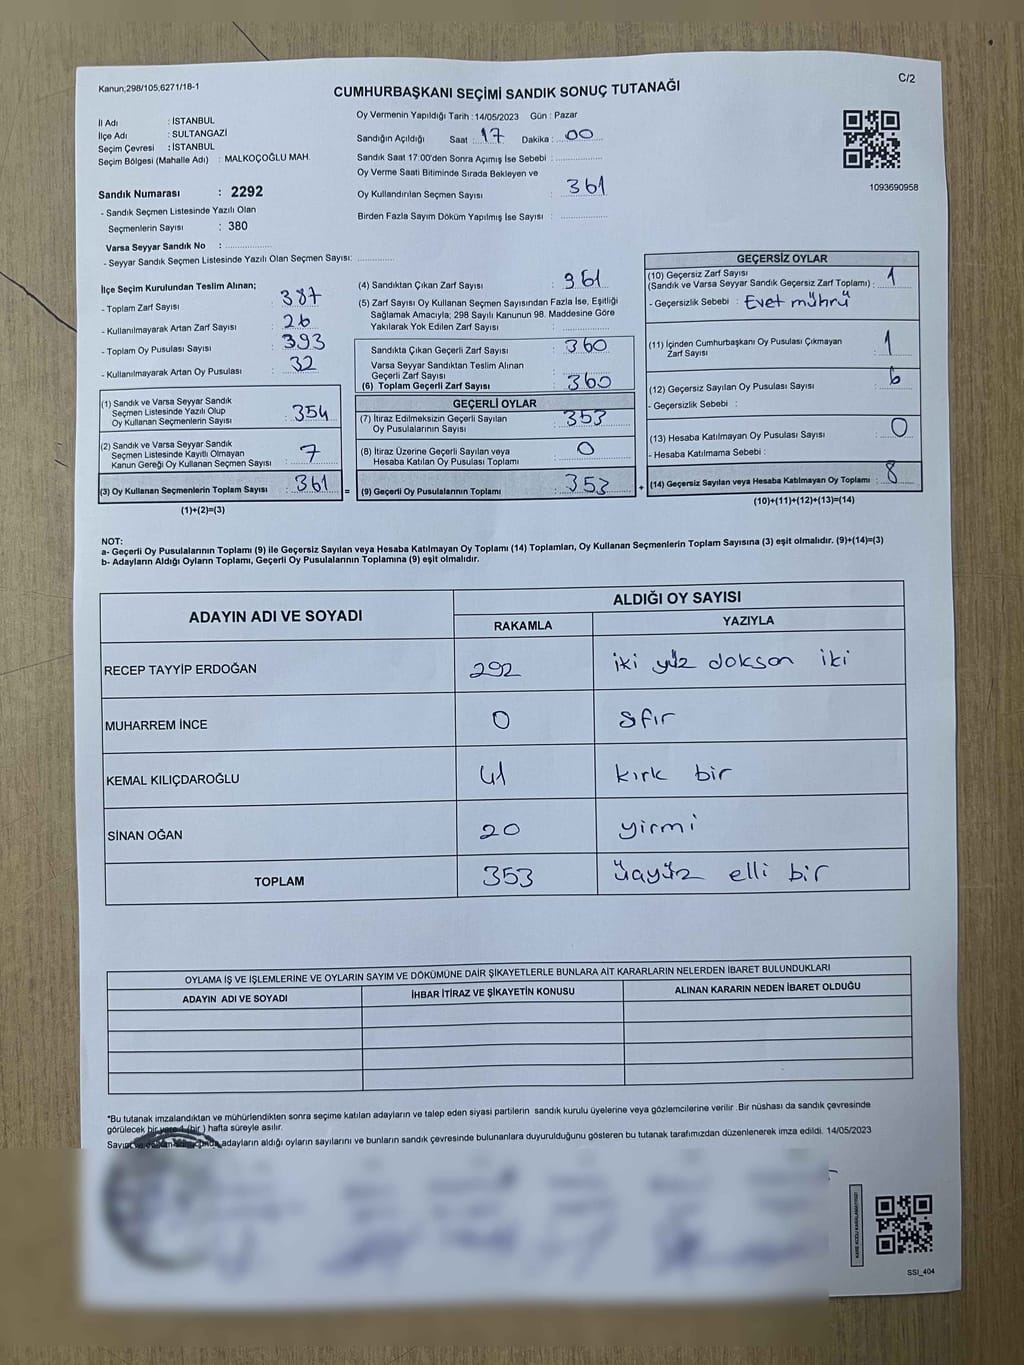 Kanun;298/105,6271/18-1
CUMHURBAŞKANI SEÇİMİ SANDIK SONUÇ TUTANAĞI
C/2
İl Adı : İSTANBUL
İlçe Adı : SULTANGAZİ
Seçim Çevresi : İSTANBUL
Seçim Bölgesi (Mahalle Adı) : MALKOÇOĞLU MAH.
Sandık Numarası : 2292
- Sandık Seçmen Listesinde Yazılı Olan
Seçmenlerin Sayısı : 380
Varsa Seyyar Sandık No :
- Seyyar Sandık Seçmen Listesinde Yazılı Olan Seçmen Sayısı:
Oy Vermenin Yapıldığı Tarih : 14/05/2023 Gün : Pazar
Sandığın Açıldığı Saat : 17 Dakika : 00
Sandık Saat 17:00'den Sonra Açımış İse Sebebi :
Oy Verme Saati Bitiminde Sırada Bekleyen ve
Oy Kullandırılan Seçmen Sayısı : 361
Birden Fazla Sayım Döküm Yapılmış İse Sayısı :
1093690958
İlçe Seçim Kurulundan Teslim Alınan;
- Toplam Zarf Sayısı : 387
- Kullanılmayarak Artan Zarf Sayısı : 26
- Toplam Oy Pusulası Sayısı : 393
- Kullanılmayarak Artan Oy Pusulası : 32
(1) Sandık ve Varsa Seyyar Sandık
Seçmen Listesinde Yazılı Olup
Oy Kullanan Seçmenlerin Sayısı : 354
(2) Sandık ve Varsa Seyyar Sandık
Seçmen Listesinde Kayıtlı Olmayan
Kanun Gereği Oy Kullanan Seçmen Sayısı : 7
(3) Oy Kullanan Seçmenlerin Toplam Sayısı : 361
(1)+(2)=(3)
(4) Sandıktan Çıkan Zarf Sayısı : 361
(5) Zarf Sayısı Oy Kullanan Seçmen Sayısından Fazla İse, Eşitliği
Sağlamak Amacıyla; 298 Sayılı Kanunun 98. Maddesine Göre
Yakılarak Yok Edilen Zarf Sayısı :
Sandıkta Çıkan Geçerli Zarf Sayısı : 360
Varsa Seyyar Sandıktan Teslim Alınan
Geçerli Zarf Sayısı
(6) Toplam Geçerli Zarf Sayısı : 360
GEÇERLİ OYLAR
(7) İtiraz Edilmeksizin Geçerli Sayılan
Oy Pusulalarının Sayısı : 353
(8) İtiraz Üzerine Geçerli Sayılan veya
Hesaba Katılan Oy Pusulası Toplamı : 0
= (9) Geçerli Oy Pusulalarının Toplamı : 353
GEÇERSİZ OYLAR
(10) Geçersiz Zarf Sayısı
(Sandık ve Varsa Seyyar Sandık Geçersiz Zarf Toplamı) : 1
- Geçersizlik Sebebi : Evet mührü
(11) İçinden Cumhurbaşkanı Oy Pusulası Çıkmayan
Zarf Sayısı : 1
(12) Geçersiz Sayılan Oy Pusulası Sayısı : 6
- Geçersizlik Sebebi :
(13) Hesaba Katılmayan Oy Pusulası Sayısı : 0
- Hesaba Katılmama Sebebi :
+ (14) Geçersiz Sayılan veya Hesaba Katılmayan Oy Toplamı : 8
(10)+(11)+(12)+(13)=(14)
NOT:
a- Geçerli Oy Pusulalarının Toplamı (9) ile Geçersiz Sayılan veya Hesaba Katılmayan Oy Toplamı (14) Toplamları, Oy Kullanan Seçmenlerin Toplam Sayısına (3) eşit olmalıdır. (9)+(14)=(3)
b- Adayların Aldığı Oyların Toplamı, Geçerli Oy Pusulalarının Toplamına (9) eşit olmalıdır.
ADAYIN ADI VE SOYADI
ALDIĞI OY SAYISI
RAKAMLA YAZIYLA
RECEP TAYYİP ERDOĞAN 292 iki yüz dokson iki
MUHARREM İNCE 0 sıfır
KEMAL KILIÇDAROĞLU 41 kırk bir
SİNAN OĞAN 20 yirmi
TOPLAM 353 üçyüz elli bir
OYLAMA İŞ VE İŞLEMLERİNE VE OYLARIN SAYIM VE DÖKÜMÜNE DAİR ŞİKAYETLERLE BUNLARA AİT KARARLARIN NELERDEN İBARET BULUNDUKLARI
ADAYIN ADI VE SOYADI İHBAR İTİRAZ VE ŞİKAYETİN KONUSU ALINAN KARARIN NEDEN İBARET OLDUĞU
*Bu tutanak imzalandıktan ve mühürlendikten sonra seçime katılan adayların ve talep eden siyasi partilerin sandık kurulu üyelerine veya gözlemcilerine verilir .Bir nüshası da sandık çevresinde
görülecek bir yere 1 (bir ) hafta süreyle asılır.
adayların aldığı oyların sayılarını ve bunların sandık çevresinde bulunanlara duyurulduğunu gösteren bu tutanak tarafımızdan düzenlenerek imza edildi. 14/05/2023
SSI_404